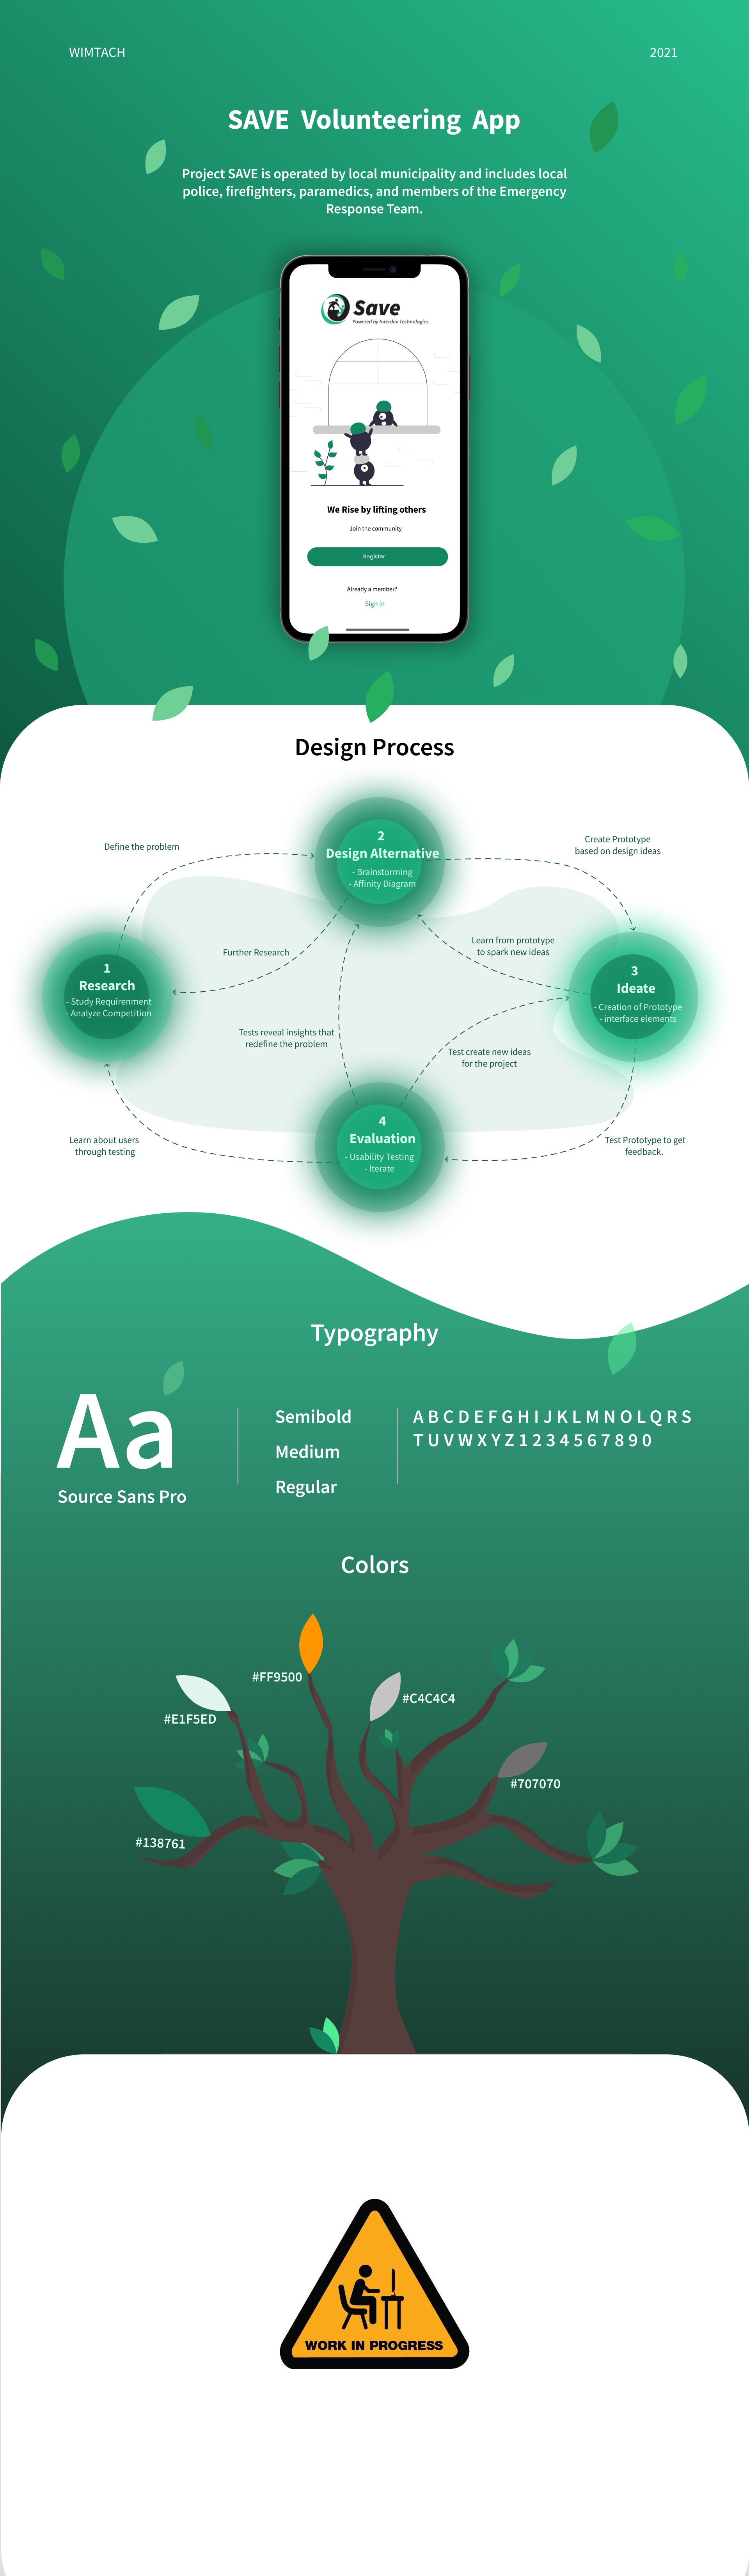 WIMTACH
2021
SAVE Volunteering App
Project SAVE is operated by local municipality and includes local
police, firefighters, paramedics, and members of the Emergency
Response Team.
Save
Powered by Interdev Technologies
We Rise by lifting others
Join the community
Register
Already a member?
Sign in
Design Process
Define the problem
2
Design Alternative
- Brainstorming
- Affinity Diagram
Create Prototype
based on design ideas
Further Research
Learn from prototype
to spark new ideas
1
Research
- Study Requirenment
- Analyze Competition
3
Ideate
- Creation of Prototype
- interface elements
Tests reveal insights that
redefine the problem
Test create new ideas
for the project
4
Evaluation
- Usability Testing
- Iterate
Learn about users
through testing
Test Prototype to get
feedback.
Typography
Aa
Source Sans Pro
Semibold
Medium
Regular
A B C D E F G H I J K L M N O L Q R S
T U V W X Y Z 1 2 3 4 5 6 7 8 9 0
Colors
#FF9500
#E1F5ED
#C4C4C4
#707070
#138761
WORK IN PROGRESS